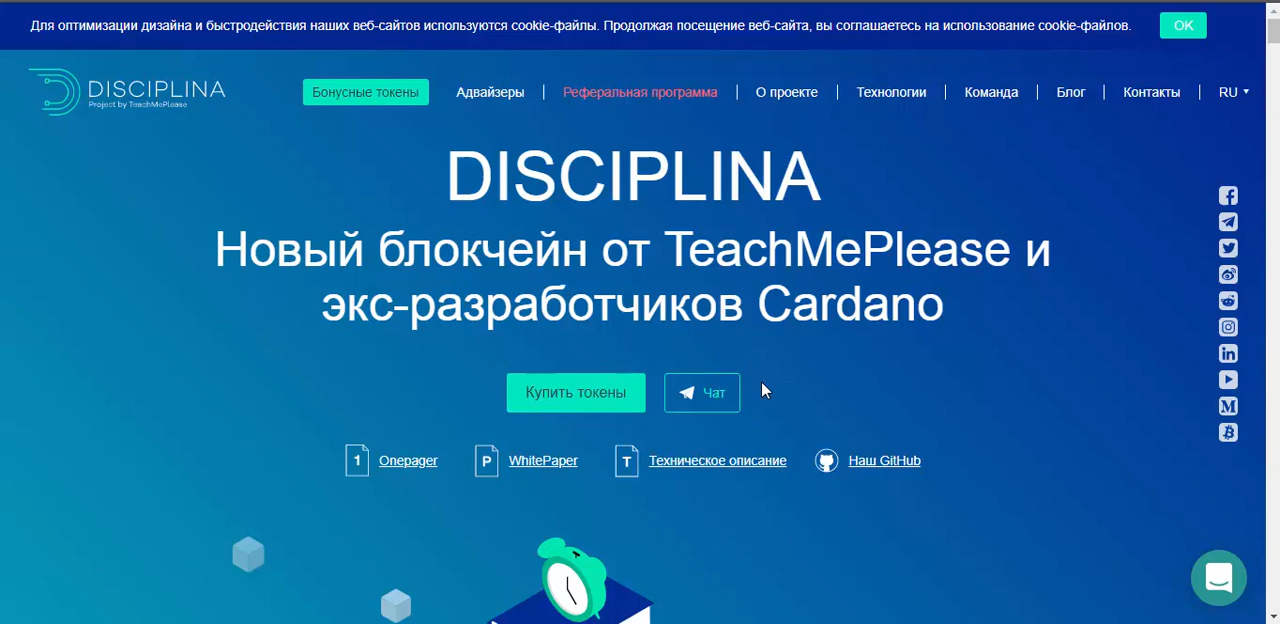 Для оптимизации дизайна и быстродействия наших веб-сайтов используются cookie-файлы. Продолжая посещение веб-сайта, вы соглашаетесь на использование cookie-файлов.
OK
DISCIPLINA
Project by TeachMePlease
Бонусные токены
Адвайзеры
Реферальная программа
О проекте
Технологии
Команда
Блог
Контакты
RU
DISCIPLINA
Новый блокчейн от TeachMePlease и
экс-разработчиков Cardano
Купить токены
Чат
1 Onepager
P WhitePaper
T Техническое описание
Наш GitHub